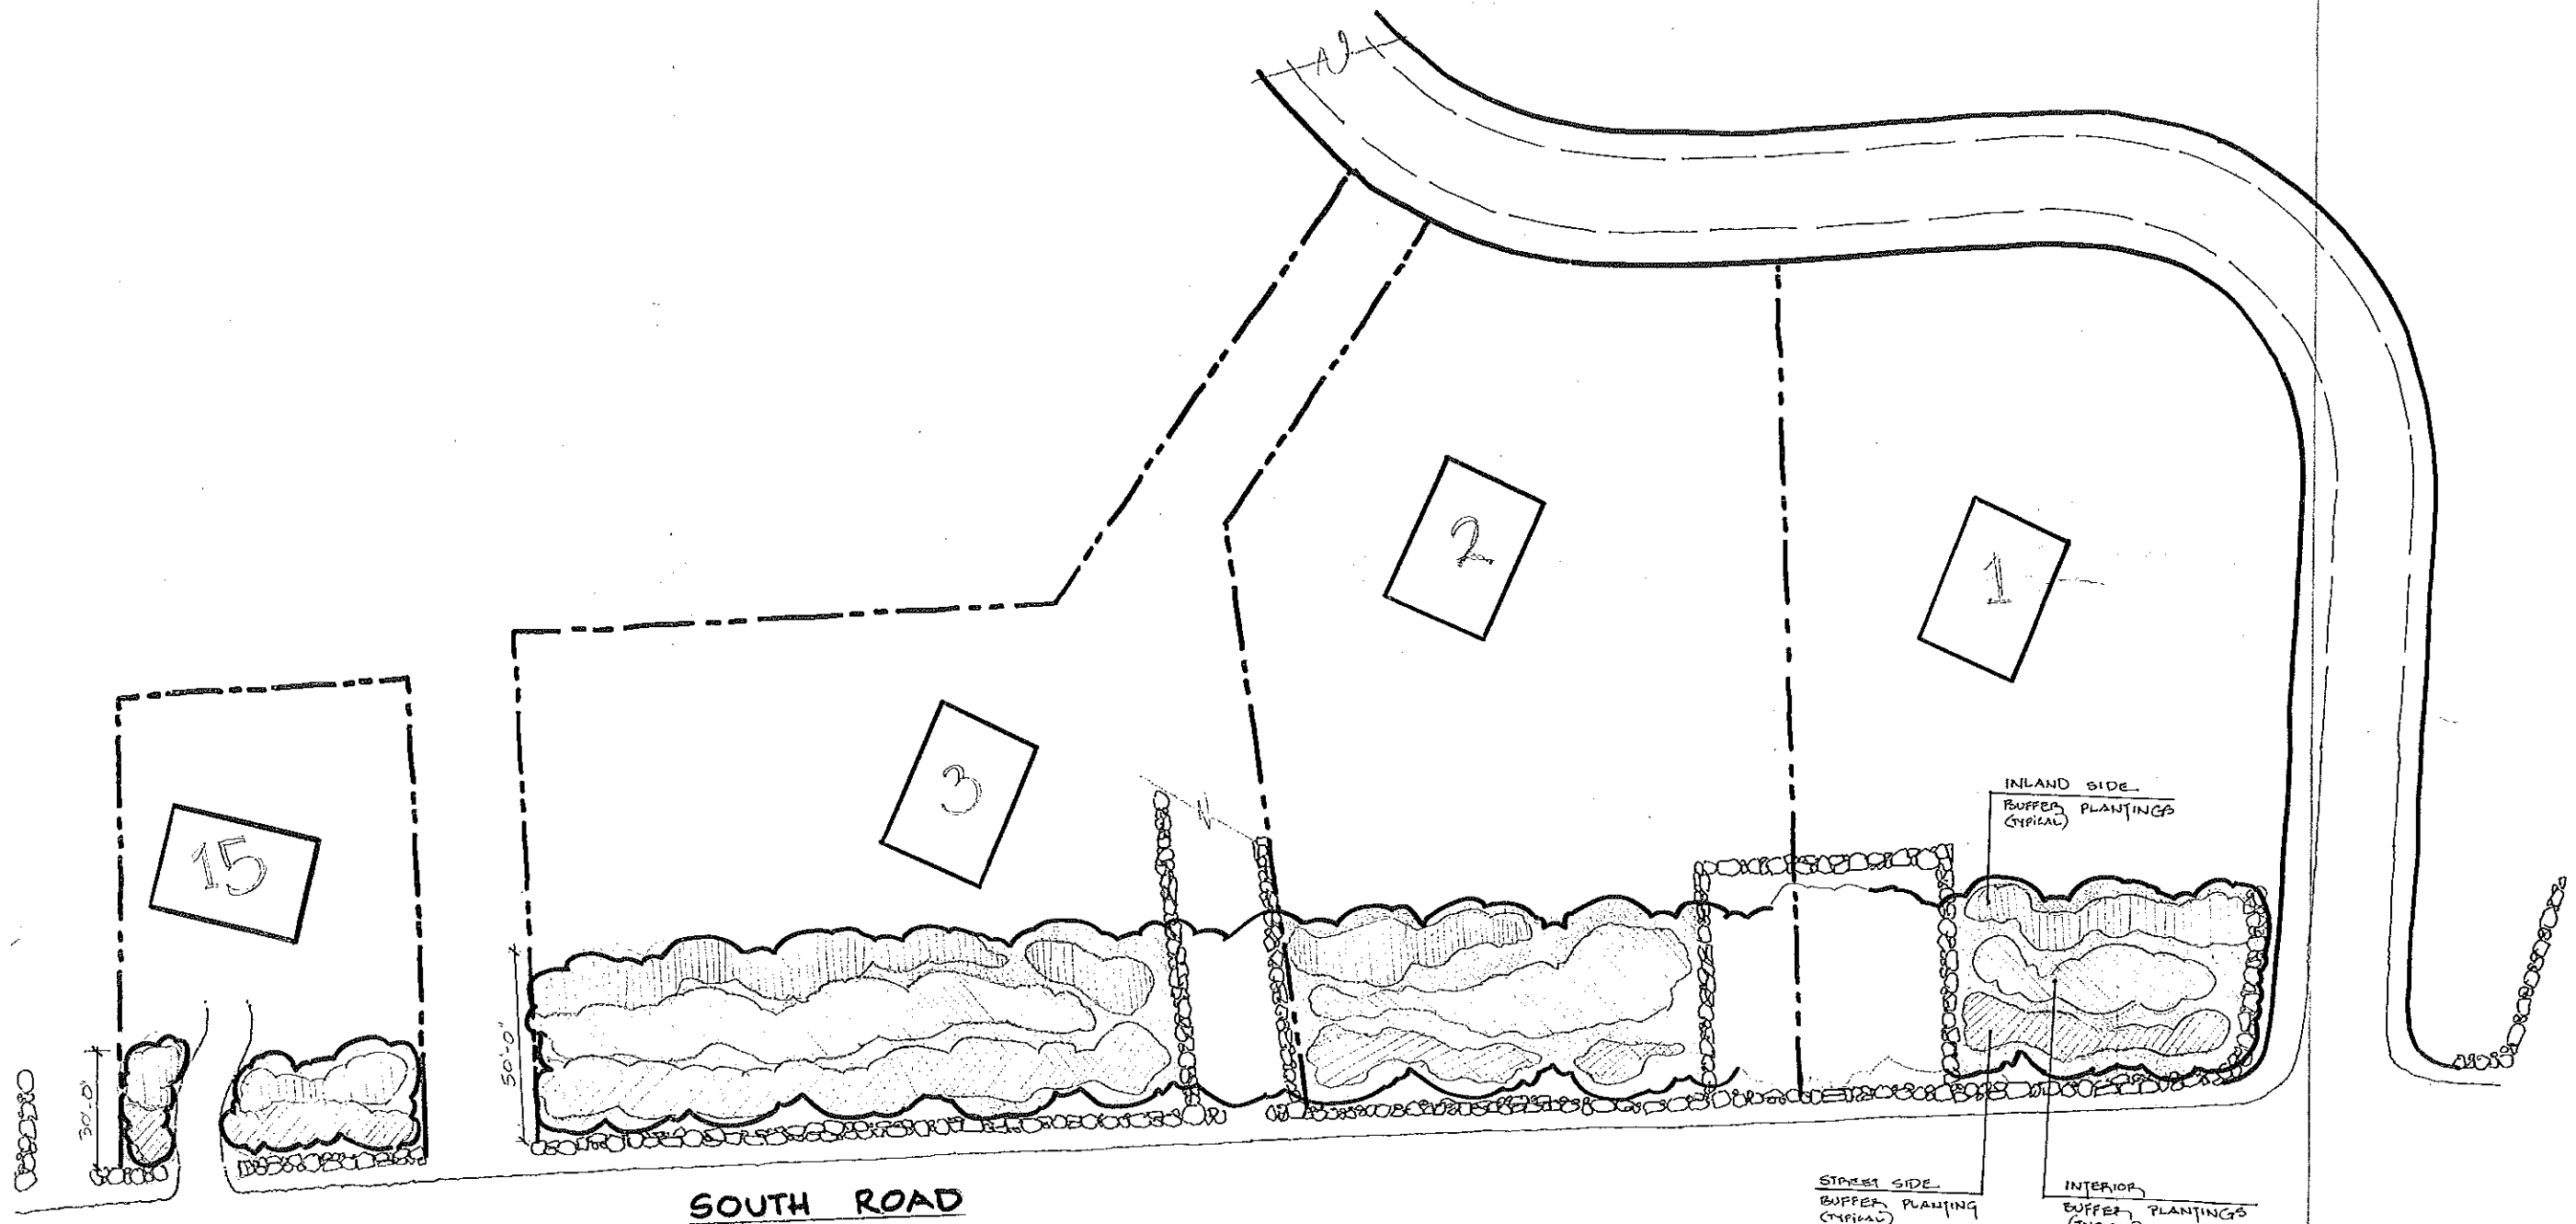 2
1
3
15
INLAND SIDE
BUFFER PLANTINGS
(TYPICAL)
50'-0"
30'-0"
SOUTH ROAD
STREET SIDE
BUFFER PLANTING
(TYPICAL)
INTERIOR
BUFFER PLANTINGS